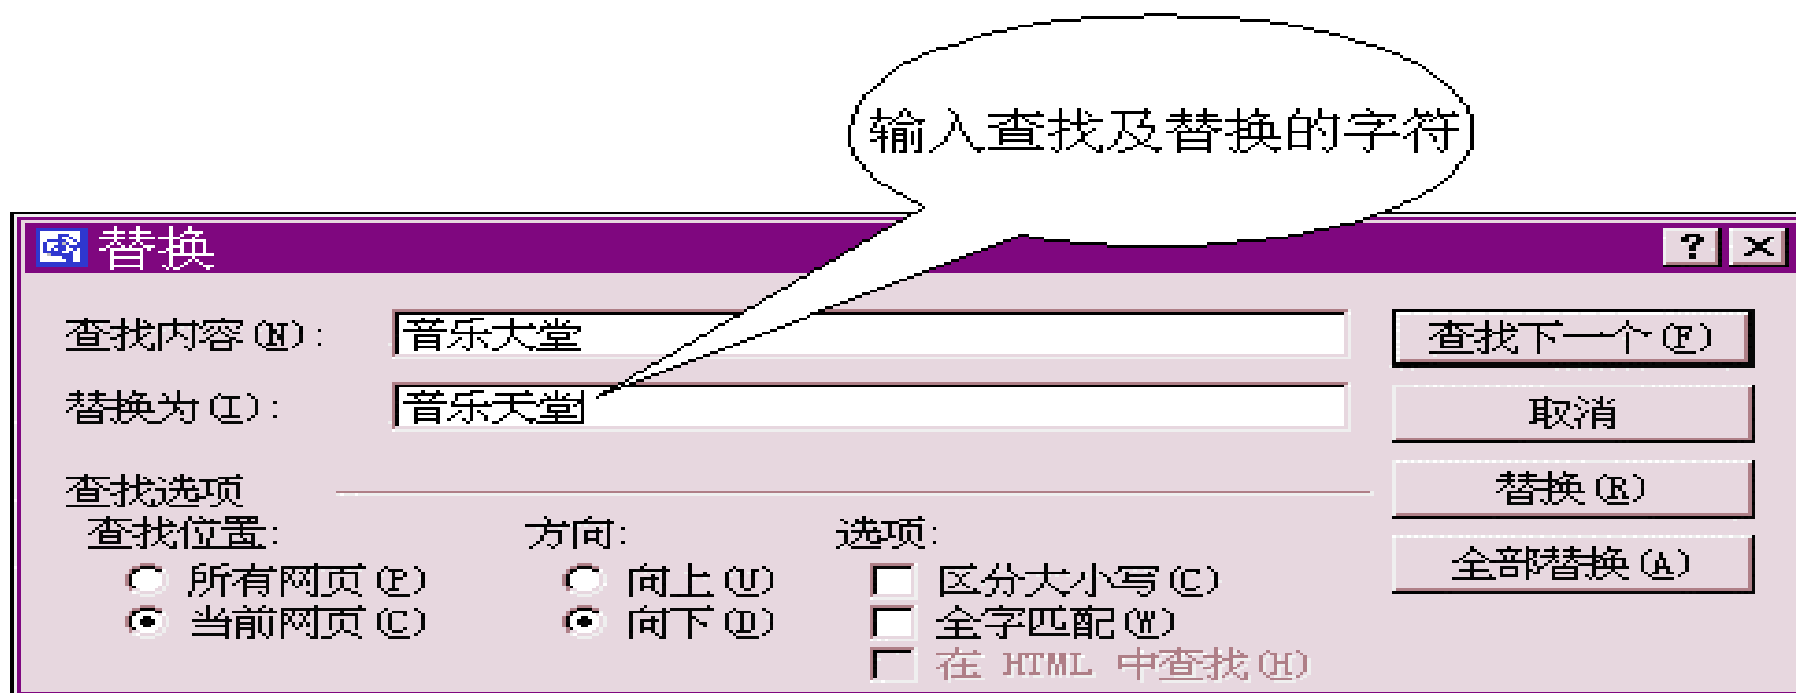 输入查找及替换的字符
替换
查找内容(N): 音乐大堂 查找下一个(F)
替换为(I): 音乐天堂 取消
查找选项 替换(R)
查找位置: 方向: 选项:
所有网页(P) 向上(U) 区分大小写(C) 全部替换(A)
当前网页(C) 向下(D) 全字匹配(W)
在 HTML 中查找(H)